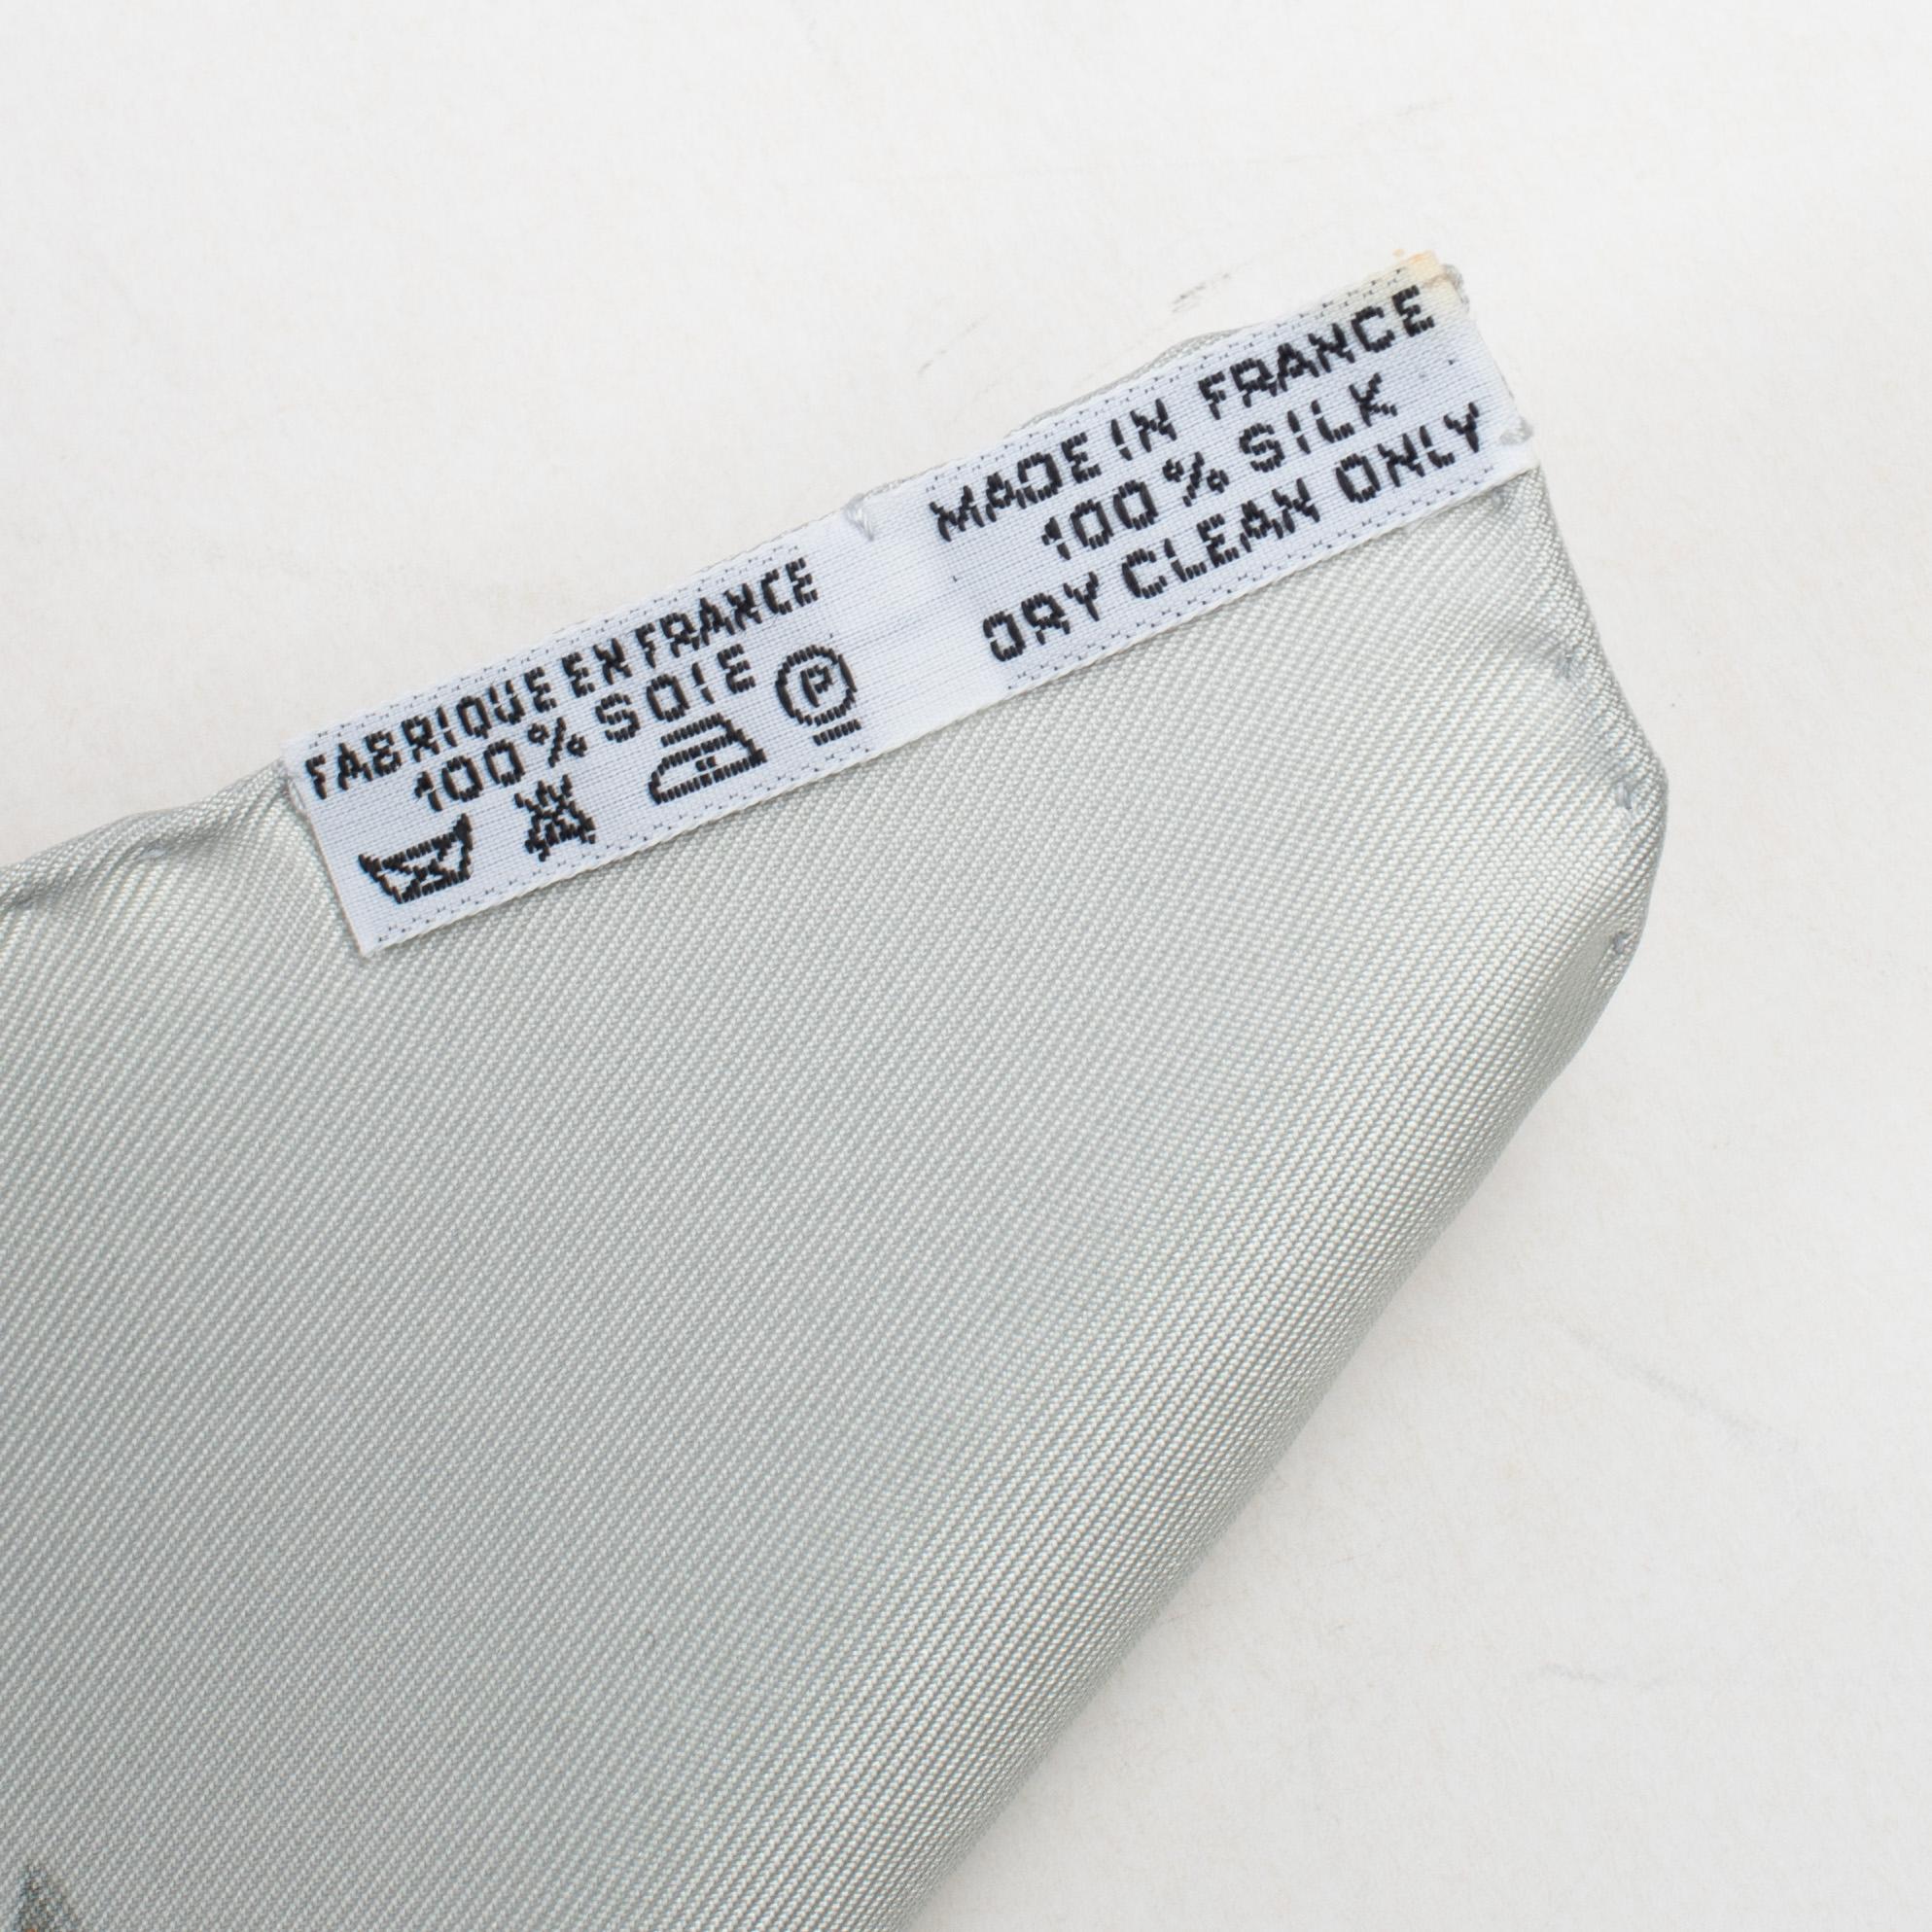 FABRIQUE EN FRANCE
100% SOIE
P
MADE IN FRANCE
100% SILK
DRY CLEAN ONLY